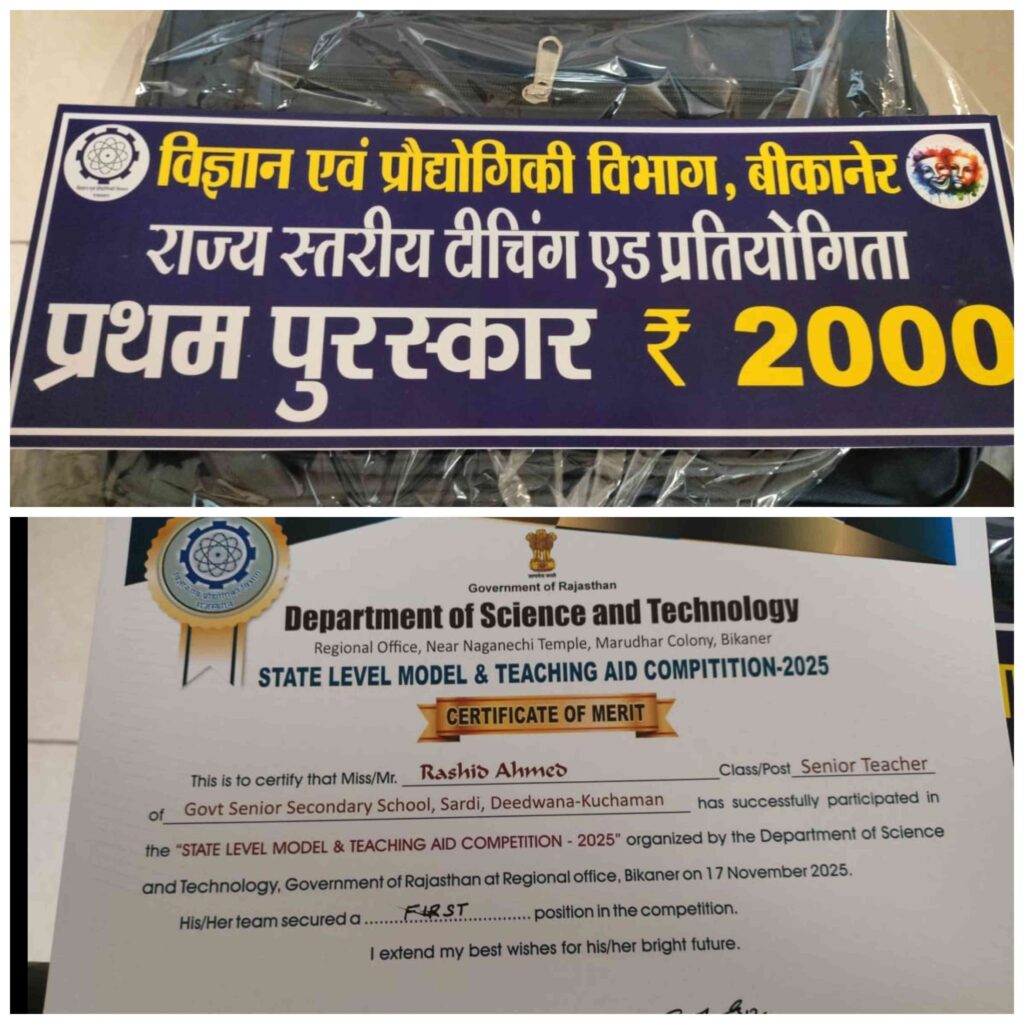 विज्ञान एवं प्रौद्योगिकी विभाग, बीकानेर
राज्य स्तरीय टीचिंग एड प्रतियोगिता
प्रथम पुरस्कार ₹ 2000
Government of Rajasthan
Department of Science and Technology
Regional Office, Near Naganechi Temple, Marudhar Colony, Bikaner
STATE LEVEL MODEL & TEACHING AID COMPITITION-2025
CERTIFICATE OF MERIT
This is to certify that Miss/Mr. Rashid Ahmed Class/Post Senior Teacher
of Govt Senior Secondary School, Sardi, Deedwana-Kuchaman has successfully participated in
the "STATE LEVEL MODEL & TEACHING AID COMPETITION - 2025" organized by the Department of Science
and Technology, Government of Rajasthan at Regional office, Bikaner on 17 November 2025.
His/Her team secured a ........FIRST............ position in the competition.
I extend my best wishes for his/her bright future.